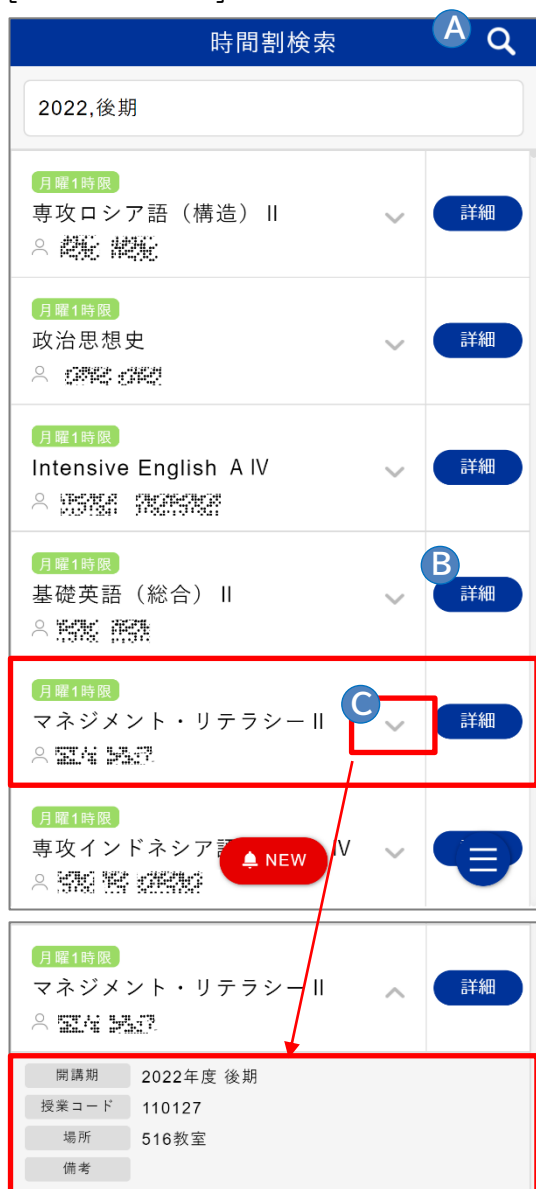 時間割検索
A
2022,後期
月曜1時限
専攻ロシア語(構造) Ⅱ
詳細
月曜1時限
政治思想史
詳細
月曜1時限
Intensive English A Ⅳ
詳細
月曜1時限
B
基礎英語(総合) Ⅱ
詳細
月曜1時限
C
マネジメント・リテラシーⅡ
詳細
月曜1時限
専攻インドネシア
NEW
Ⅳ
月曜1時限
マネジメント・リテラシーⅡ
詳細
開講期 2022年度 後期
授業コード 110127
場所 516教室
備考